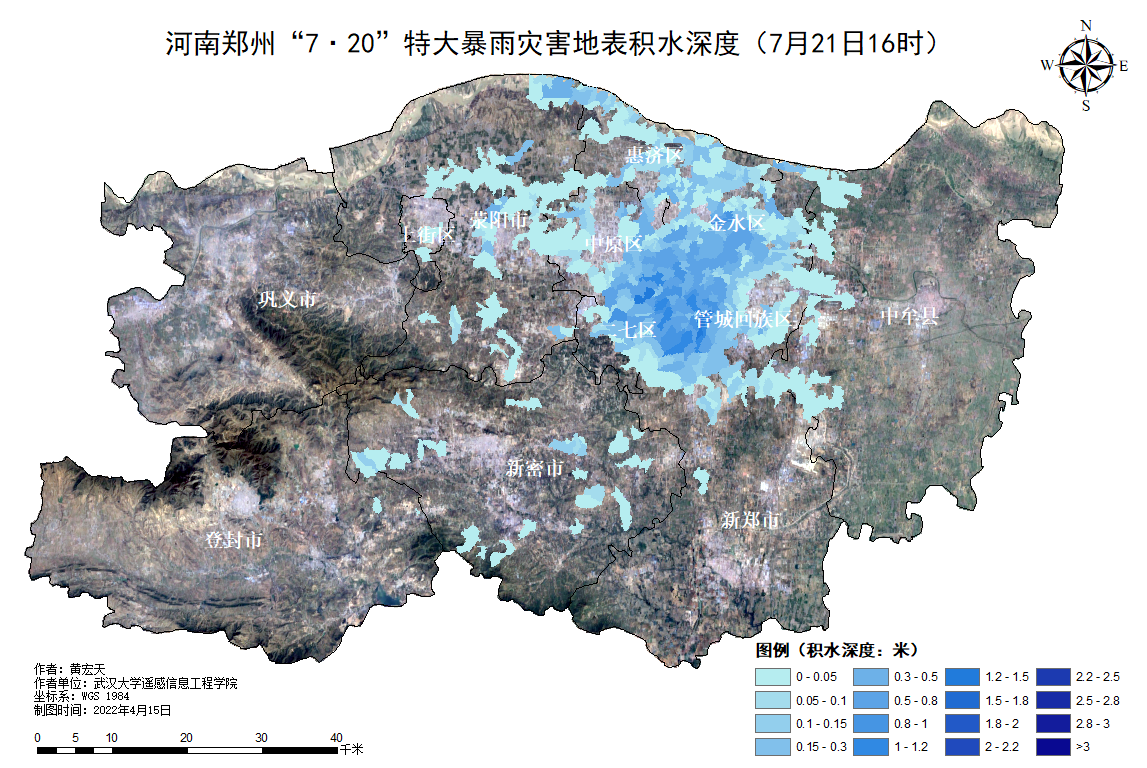 河南郑州“7·20”特大暴雨灾害地表积水深度（7月21日16时）
N
W E
S
惠济区
荥阳市
金水区
上街区
中原区
巩义市
二七区
管城回族区
中牟县
新密市
新郑市
登封市
图例（积水深度：米）
0 - 0.05 0.3 - 0.5 1.2 - 1.5 2.2 - 2.5
0.05 - 0.1 0.5 - 0.8 1.5 - 1.8 2.5 - 2.8
0.1 - 0.15 0.8 - 1 1.8 - 2 2.8 - 3
0.15 - 0.3 1 - 1.2 2 - 2.2 >3
作者：黄宏天
作者单位：武汉大学遥感信息工程学院
坐标系：WGS 1984
制图时间：2022年4月15日
0 5 10 20 30 40
千米